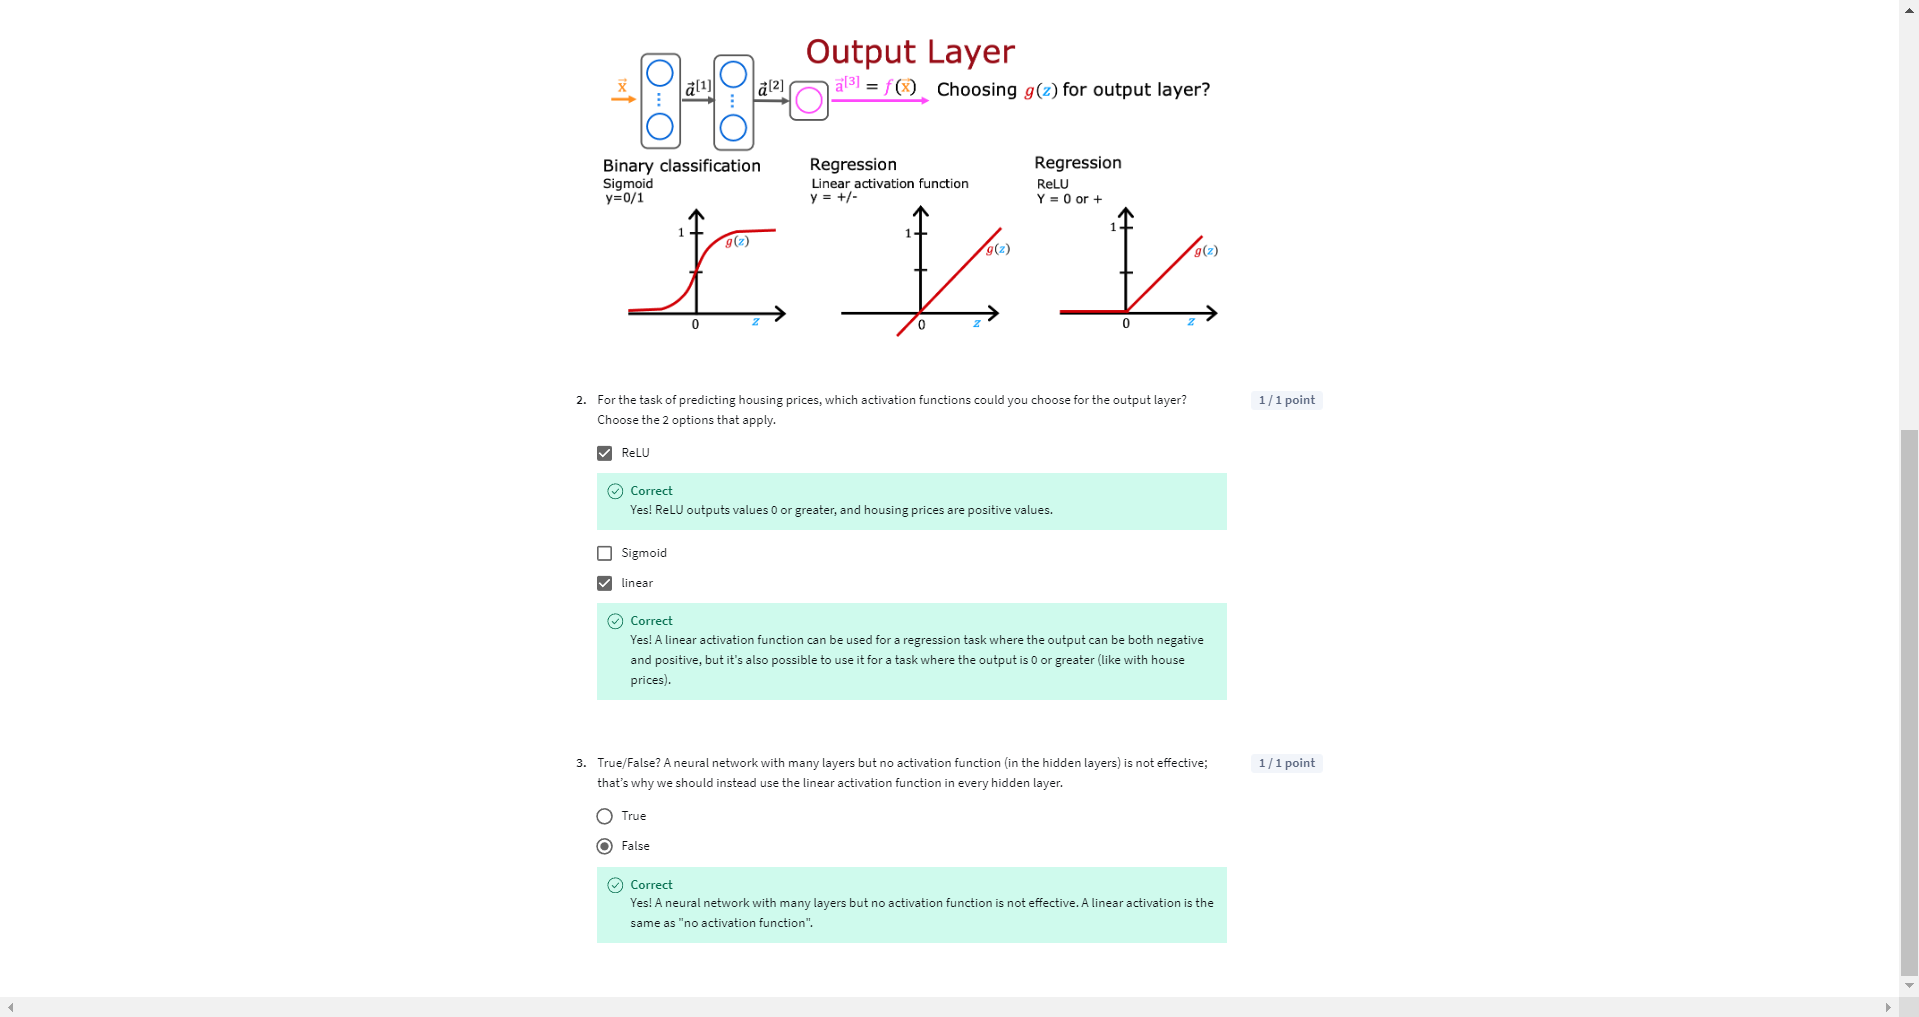 Output Layer
x⃗ a⃗[1] a⃗[2] a⃗[3] = f(x⃗) Choosing g(z) for output layer?
Binary classification
Sigmoid
y=0/1
1
g(z)
0
z
Regression
Linear activation function
y = +/-
1
g(z)
0
z
Regression
ReLU
Y = 0 or +
1
g(z)
0
z
2. For the task of predicting housing prices, which activation functions could you choose for the output layer?
Choose the 2 options that apply.
1 / 1 point
ReLU
Correct
Yes! ReLU outputs values 0 or greater, and housing prices are positive values.
Sigmoid
linear
Correct
Yes! A linear activation function can be used for a regression task where the output can be both negative
and positive, but it's also possible to use it for a task where the output is 0 or greater (like with house
prices).
3. True/False? A neural network with many layers but no activation function (in the hidden layers) is not effective;
that’s why we should instead use the linear activation function in every hidden layer.
1 / 1 point
True
False
Correct
Yes! A neural network with many layers but no activation function is not effective. A linear activation is the
same as "no activation function".